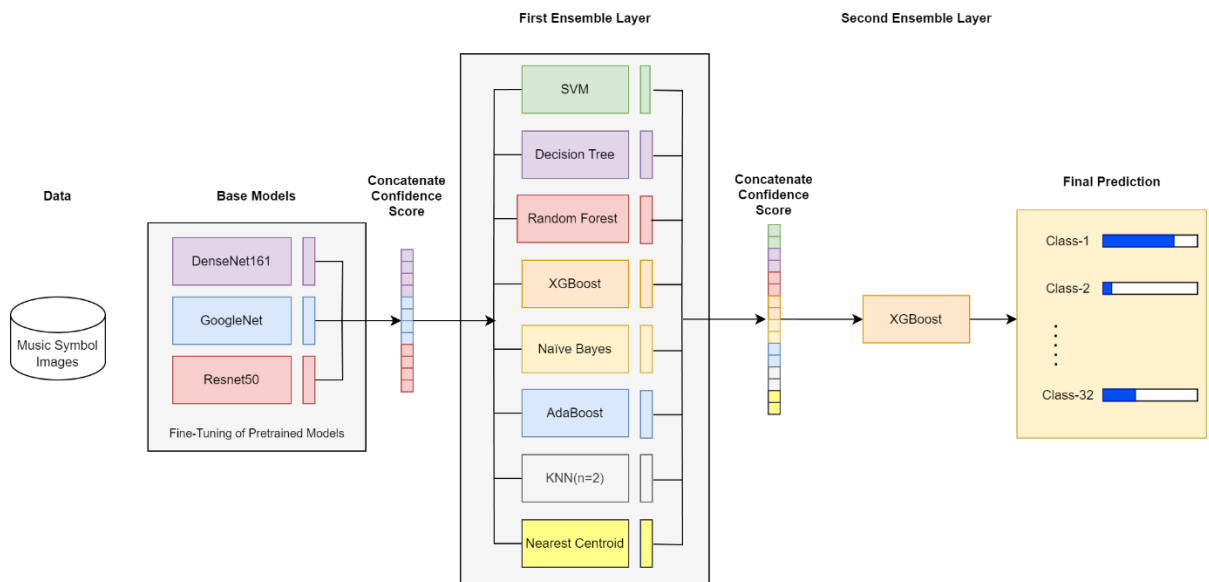 First Ensemble Layer
Second Ensemble Layer
Data
Music Symbol
Images
Base Models
DenseNet161
GoogleNet
Resnet50
Fine-Tuning of Pretrained Models
Concatenate
Confidence
Score
SVM
Decision Tree
Random Forest
XGBoost
Naïve Bayes
AdaBoost
KNN(n=2)
Nearest Centroid
Concatenate
Confidence
Score
XGBoost
Final Prediction
Class-1
Class-2
Class-32